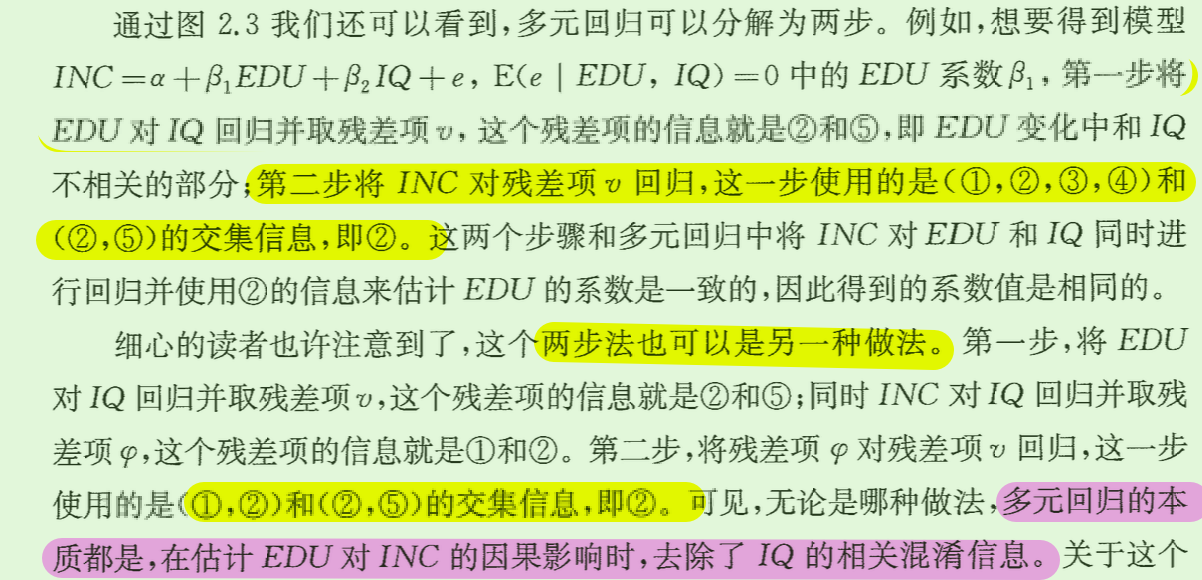 通过图 2.3 我们还可以看到,多元回归可以分解为两步。例如,想要得到模型
INC=α+β₁EDU+β₂IQ+e, E(e | EDU, IQ)=0 中的 EDU 系数 β₁, 第一步将
EDU 对 IQ 回归并取残差项 v, 这个残差项的信息就是②和⑤,即 EDU 变化中和 IQ
不相关的部分;第二步将 INC 对残差项 v 回归,这一步使用的是(①,②,③,④)和
(②,⑤)的交集信息,即②。这两个步骤和多元回归中将 INC 对 EDU 和 IQ 同时进
行回归并使用②的信息来估计 EDU 的系数是一致的,因此得到的系数值是相同的。
细心的读者也许注意到了,这个两步法也可以是另一种做法。第一步,将 EDU
对 IQ 回归并取残差项 v,这个残差项的信息就是②和⑤;同时 INC 对 IQ 回归并取残
差项 φ,这个残差项的信息就是①和②。第二步,将残差项 φ 对残差项 v 回归,这一步
使用的是(①,②)和(②,⑤)的交集信息,即②。可见,无论是哪种做法,多元回归的本
质都是,在估计 EDU 对 INC 的因果影响时,去除了 IQ 的相关混淆信息。关于这个